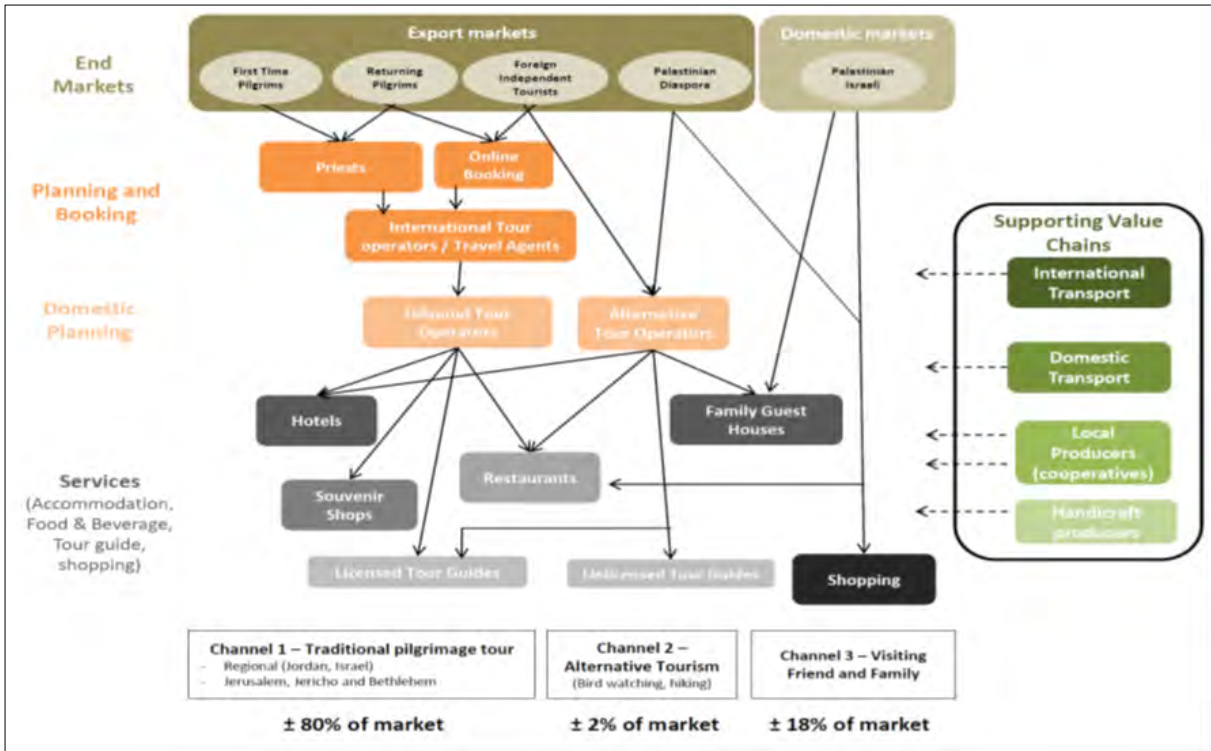 Export markets
Domestic markets
End
Markets
First Time
Pilgrims
Returning
Pilgrims
Foreign
Independent
Tourists
Palestinian
Diaspora
Palestinian
Israeli
Planning and
Booking
Priests
Online
Booking
International Tour
operators / Travel Agents
Domestic
Planning
Inbound Tour
Operators
Alternative
Tour Operators
Supporting Value
Chains
International
Transport
Domestic
Transport
Local
Producers
(cooperatives)
Handicraft
producers
Services
(Accommodation,
Food & Beverage,
Tour guide,
shopping)
Hotels
Family Guest
Houses
Souvenir
Shops
Restaurants
Licensed Tour Guides
Unlicensed Tour Guides
Shopping
Channel 1 – Traditional pilgrimage tour
- Regional (Jordan, Israel)
- Jerusalem, Jericho and Bethlehem
Channel 2 –
Alternative Tourism
(Bird watching, hiking)
Channel 3 – Visiting
Friend and Family
± 80% of market
± 2% of market
± 18% of market